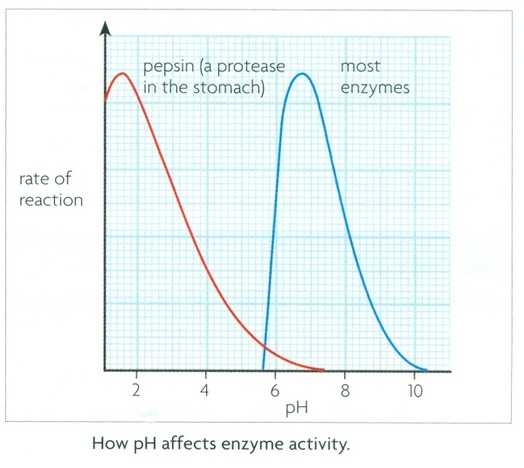 pepsin (a protease
in the stomach)
most
enzymes
rate of
reaction
2 4 6 8 10
pH
How pH affects enzyme activity.